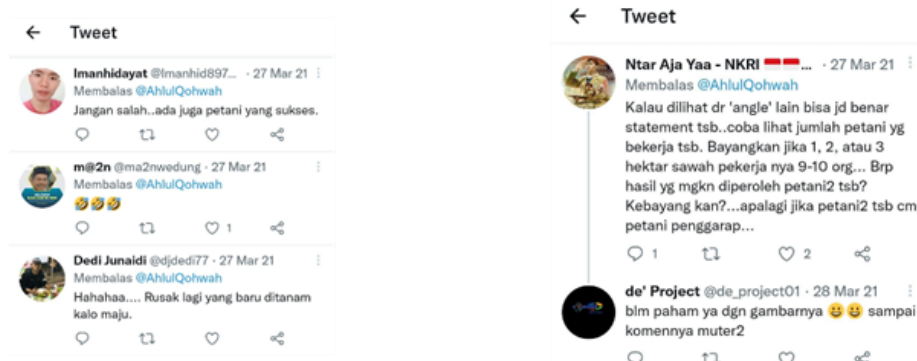 Tweet
Imanhidayat @Imanhid897... · 27 Mar 21
Membalas @AhlulQohwah
Jangan salah..ada juga petani yang sukses.
m@2n @ma2nwedung · 27 Mar 21
Membalas @AhlulQohwah
🤣🤣🤣
1
Dedi Junaidi @djdedi77 · 27 Mar 21
Membalas @AhlulQohwah
Hahahaa.... Rusak lagi yang baru ditanam
kalo maju.
Tweet
Ntar Aja Yaa - NKRI 🇮🇩🇮🇩... · 27 Mar 21
Membalas @AhlulQohwah
Kalau dilihat dr 'angle' lain bisa jd benar
statement tsb..coba lihat jumlah petani yg
bekerja tsb. Bayangkan jika 1, 2, atau 3
hektar sawah pekerja nya 9-10 org... Brp
hasil yg mgkn diperoleh petani2 tsb?
Kebayang kan?...apalagi jika petani2 tsb cm
petani penggarap...
1 2
de' Project @de_project01 · 28 Mar 21
blm paham ya dgn gambarnya 😀😀 sampai
komennya muter2